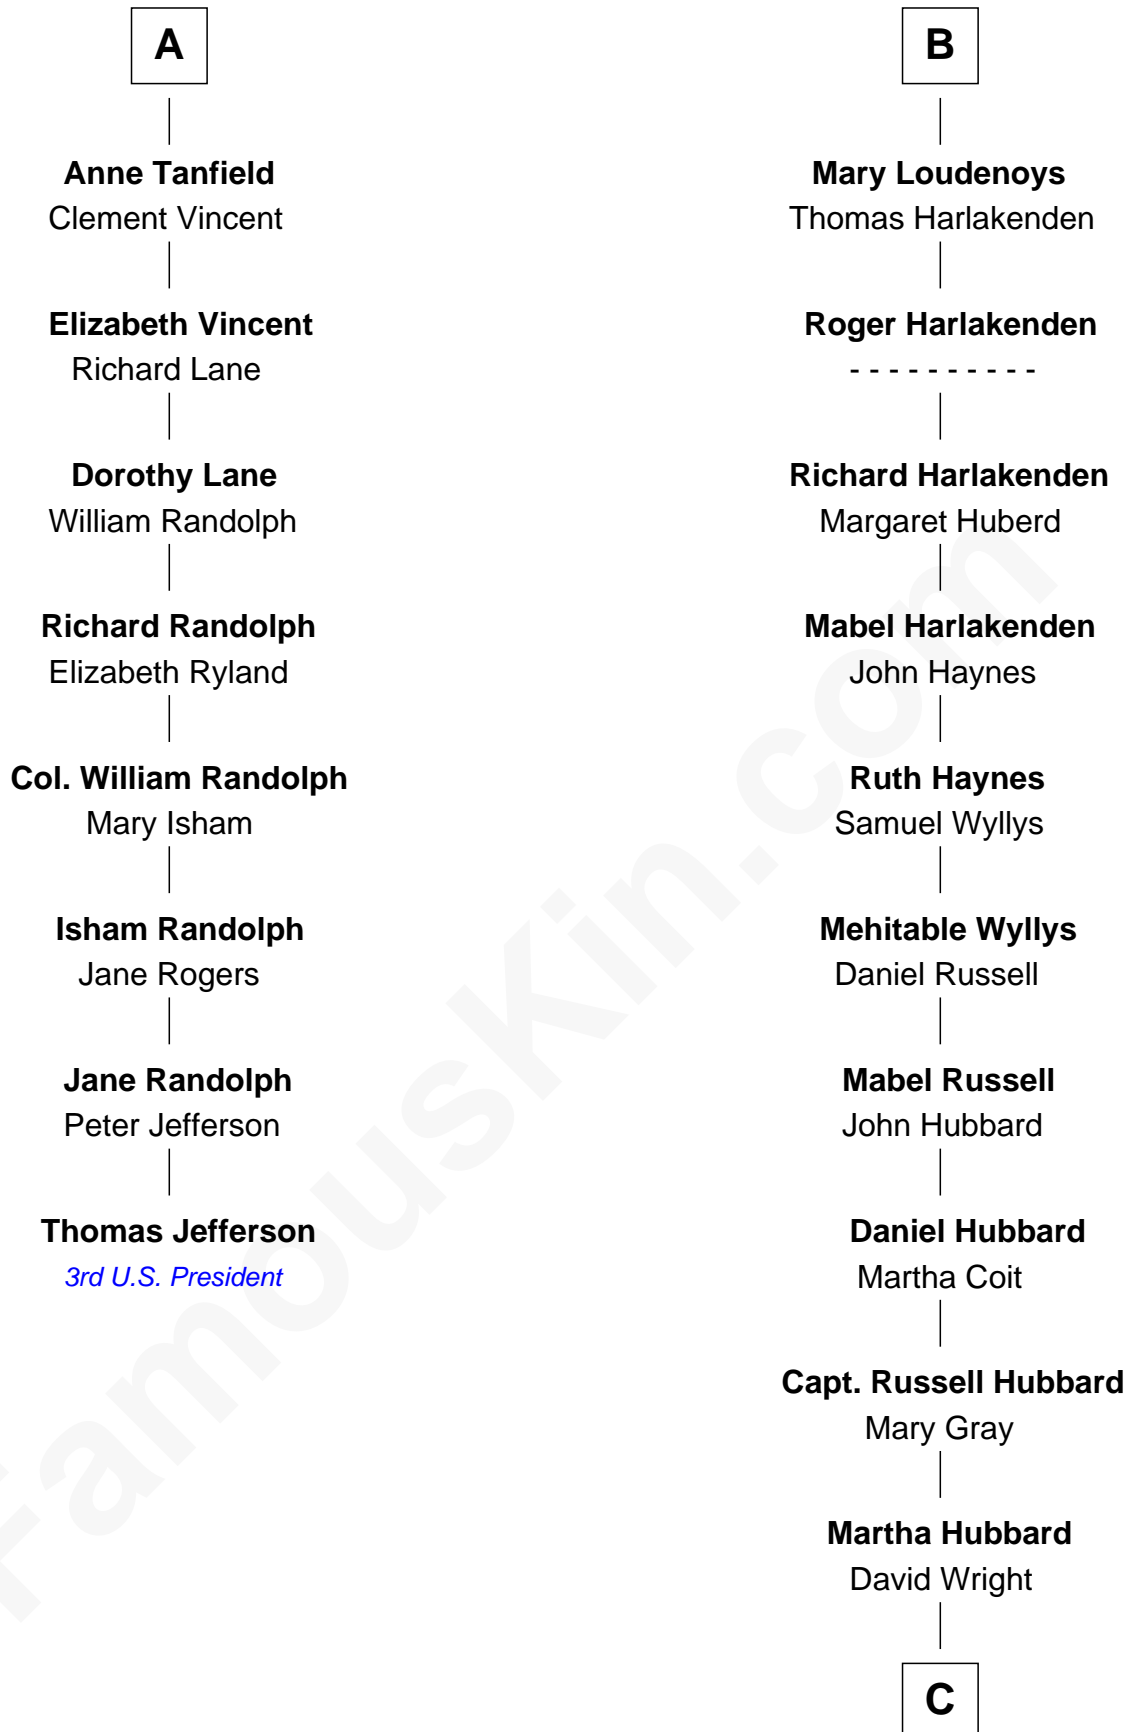 A
Anne Tanfield
Clement Vincent
Elizabeth Vincent
Richard Lane
Dorothy Lane
William Randolph
Richard Randolph
Elizabeth Ryland
Col. William Randolph
Mary Isham
Isham Randolph
Jane Rogers
Jane Randolph
Peter Jefferson
Thomas Jefferson
3rd U.S. President
B
Mary Loudenoys
Thomas Harlakenden
Roger Harlakenden
- - - - - - - - - -
Richard Harlakenden
Margaret Huberd
Mabel Harlakenden
John Haynes
Ruth Haynes
Samuel Wyllys
Mehitable Wyllys
Daniel Russell
Mabel Russell
John Hubbard
Daniel Hubbard
Martha Coit
Capt. Russell Hubbard
Mary Gray
Martha Hubbard
David Wright
C
FamousKin.com